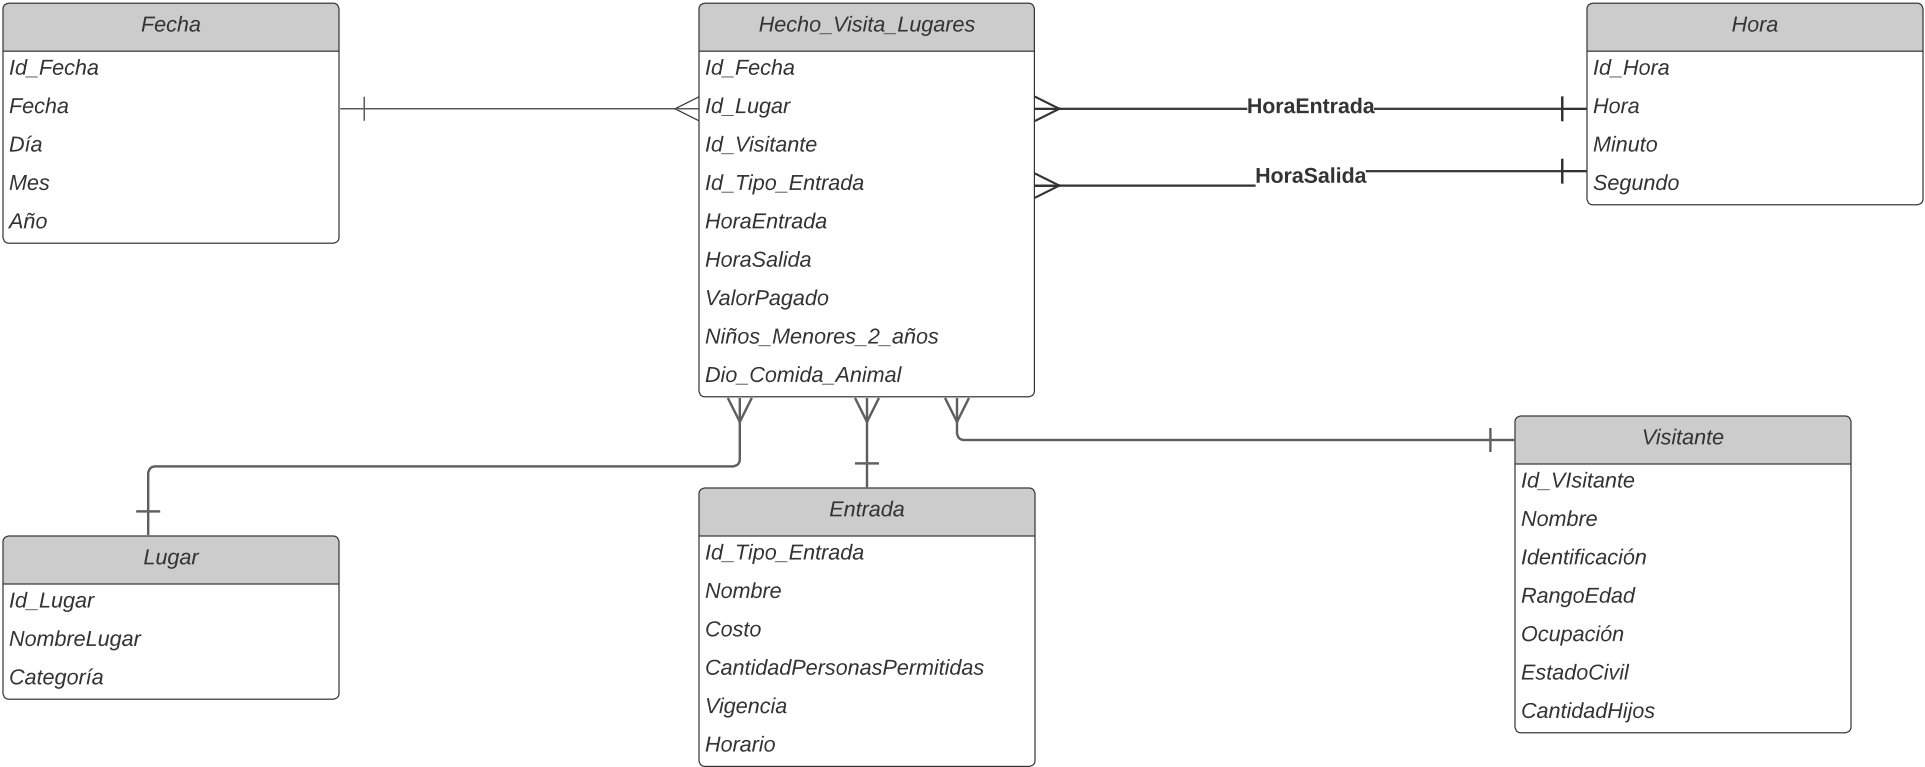 Fecha
Id_Fecha
Fecha
Día
Mes
Año
Hecho_Visita_Lugares
Id_Fecha
Id_Lugar
Id_Visitante
Id_Tipo_Entrada
HoraEntrada
HoraSalida
ValorPagado
Niños_Menores_2_años
Dio_Comida_Animal
HoraEntrada
HoraSalida
Hora
Id_Hora
Hora
Minuto
Segundo
Lugar
Id_Lugar
NombreLugar
Categoría
Entrada
Id_Tipo_Entrada
Nombre
Costo
CantidadPersonasPermitidas
Vigencia
Horario
Visitante
Id_VIsitante
Nombre
Identificación
RangoEdad
Ocupación
EstadoCivil
CantidadHijos